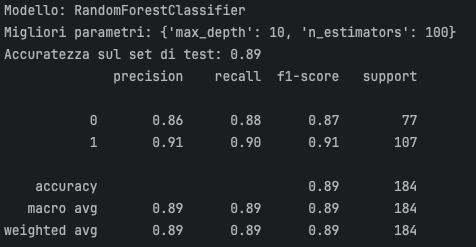 Modello: RandomForestClassifier
Migliori parametri: {'max_depth': 10, 'n_estimators': 100}
Accuratezza sul set di test: 0.89
precision recall f1-score support
0 0.86 0.88 0.87 77
1 0.91 0.90 0.91 107
accuracy 0.89 184
macro avg 0.89 0.89 0.89 184
weighted avg 0.89 0.89 0.89 184